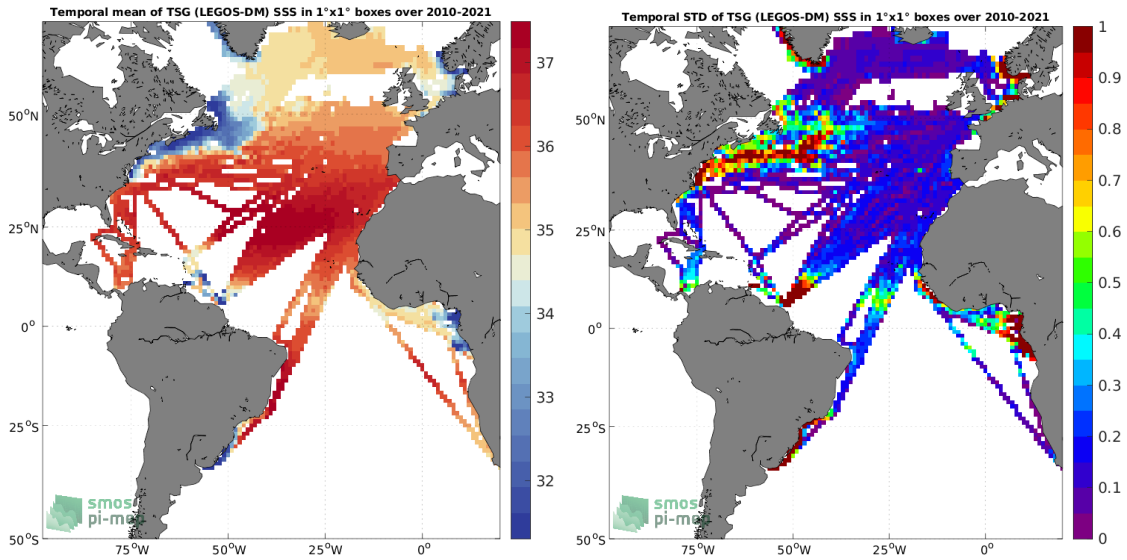 Temporal mean of TSG (LEGOS-DM) SSS in 1°x1° boxes over 2010-2021
50°N
25°N
0°
25°S
50°S
75°W
50°W
25°W
0°
37
36
35
34
33
32
smos
pi-mep
Temporal STD of TSG (LEGOS-DM) SSS in 1°x1° boxes over 2010-2021
50°N
25°N
0°
25°S
50°S
75°W
50°W
25°W
0°
1
0.9
0.8
0.7
0.6
0.5
0.4
0.3
0.2
0.1
0
smos
pi-mep